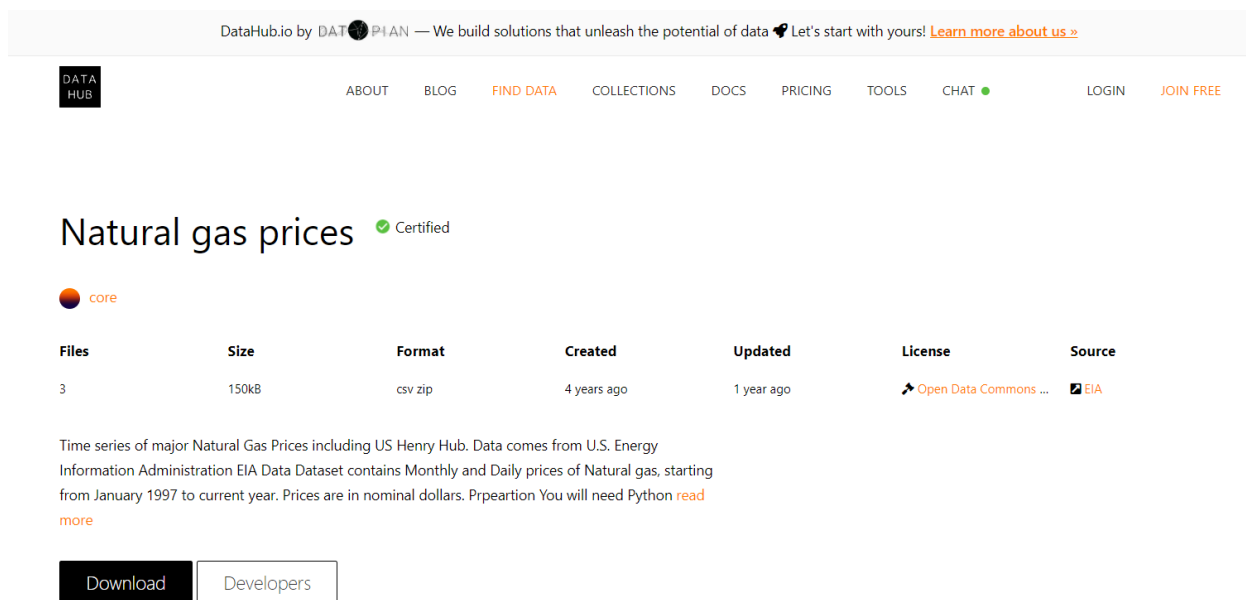 DataHub.io by DATOPIAN — We build solutions that unleash the potential of data Let's start with yours! Learn more about us »
DATA
HUB
ABOUT BLOG FIND DATA COLLECTIONS DOCS PRICING TOOLS CHAT LOGIN JOIN FREE
Natural gas prices Certified
core
Files Size Format Created Updated License Source
3 150kB csv zip 4 years ago 1 year ago Open Data Commons ... EIA
Time series of major Natural Gas Prices including US Henry Hub. Data comes from U.S. Energy
Information Administration EIA Data Dataset contains Monthly and Daily prices of Natural gas, starting
from January 1997 to current year. Prices are in nominal dollars. Prpeartion You will need Python read
more
Download Developers